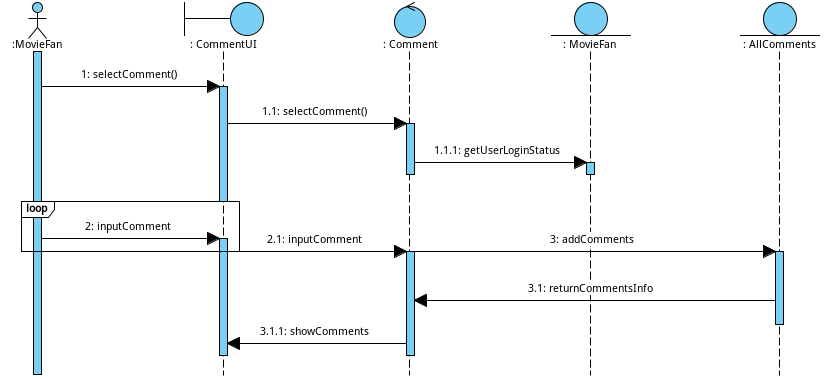 :MovieFan
: CommentUI
: Comment
: MovieFan
: AllComments
1: selectComment()
1.1: selectComment()
1.1.1: getUserLoginStatus
loop
2: inputComment
2.1: inputComment
3: addComments
3.1: returnCommentsInfo
3.1.1: showComments